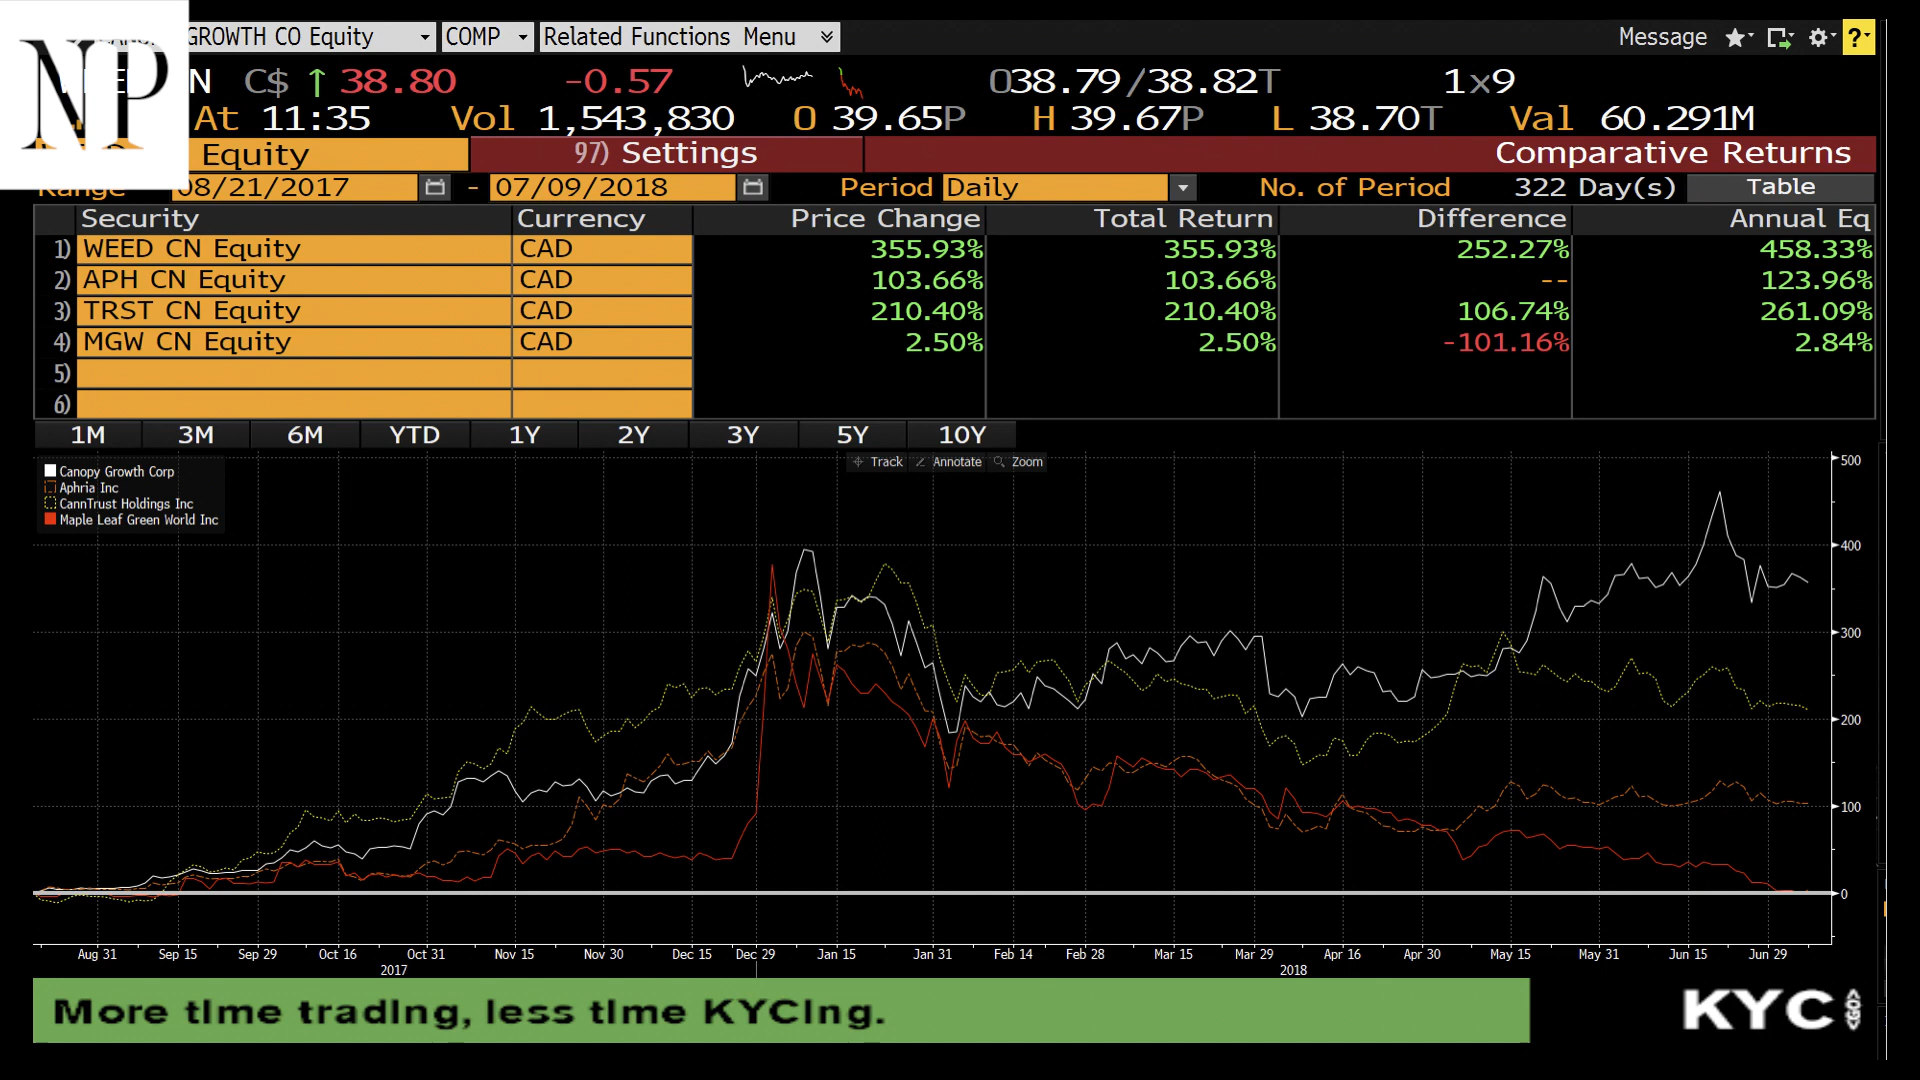 NP
GROWTH CO Equity COMP Related Functions Menu Message ?
N C$ ↑ 38.80 -0.57 O38.79/38.82T 1x9
At 11:35 Vol 1,543,830 O 39.65P H 39.67P L 38.70T Val 60.291M
Equity 97) Settings Comparative Returns
Range 08/21/2017 - 07/09/2018 Period Daily No. of Period 322 Day(s) Table
Security Currency Price Change Total Return Difference Annual Eq
1) WEED CN Equity CAD 355.93% 355.93% 252.27% 458.33%
2) APH CN Equity CAD 103.66% 103.66% -- 123.96%
3) TRST CN Equity CAD 210.40% 210.40% 106.74% 261.09%
4) MGW CN Equity CAD 2.50% 2.50% -101.16% 2.84%
5)
6)
1M 3M 6M YTD 1Y 2Y 3Y 5Y 10Y
Track Annotate Zoom
Canopy Growth Corp
Aphria Inc
CannTrust Holdings Inc
Maple Leaf Green World Inc
500
400
300
200
100
0
Aug 31 Sep 15 Sep 29 Oct 16 Oct 31 Nov 15 Nov 30 Dec 15 Dec 29 Jan 15 Jan 31 Feb 14 Feb 28 Mar 15 Mar 29 Apr 16 Apr 30 May 15 May 31 Jun 15 Jun 29
2017 2018
More time trading, less time KYCing.
KYC